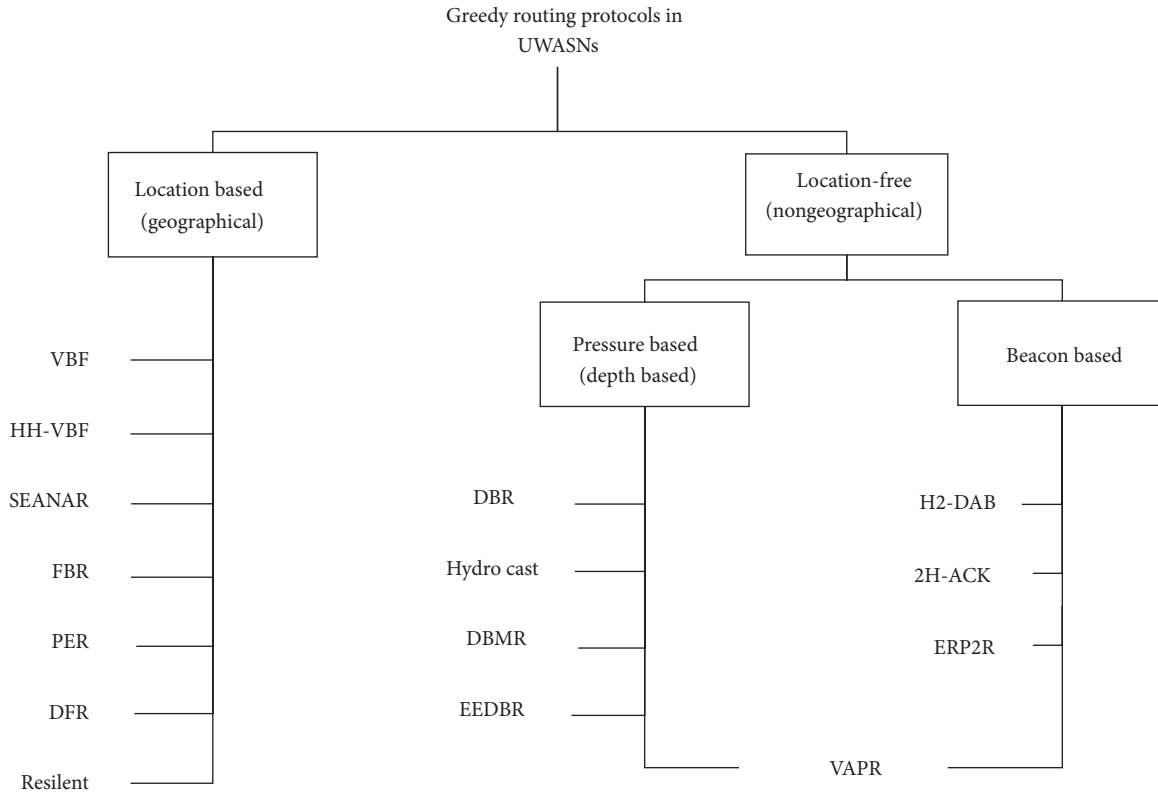 Greedy routing protocols in
UWASNs
Location based
(geographical)
Location-free
(nongeographical)
Pressure based
(depth based)
Beacon based
VBF
HH-VBF
SEANAR
FBR
PER
DFR
Resilent
DBR
Hydro cast
DBMR
EEDBR
H2-DAB
2H-ACK
ERP2R
VAPR